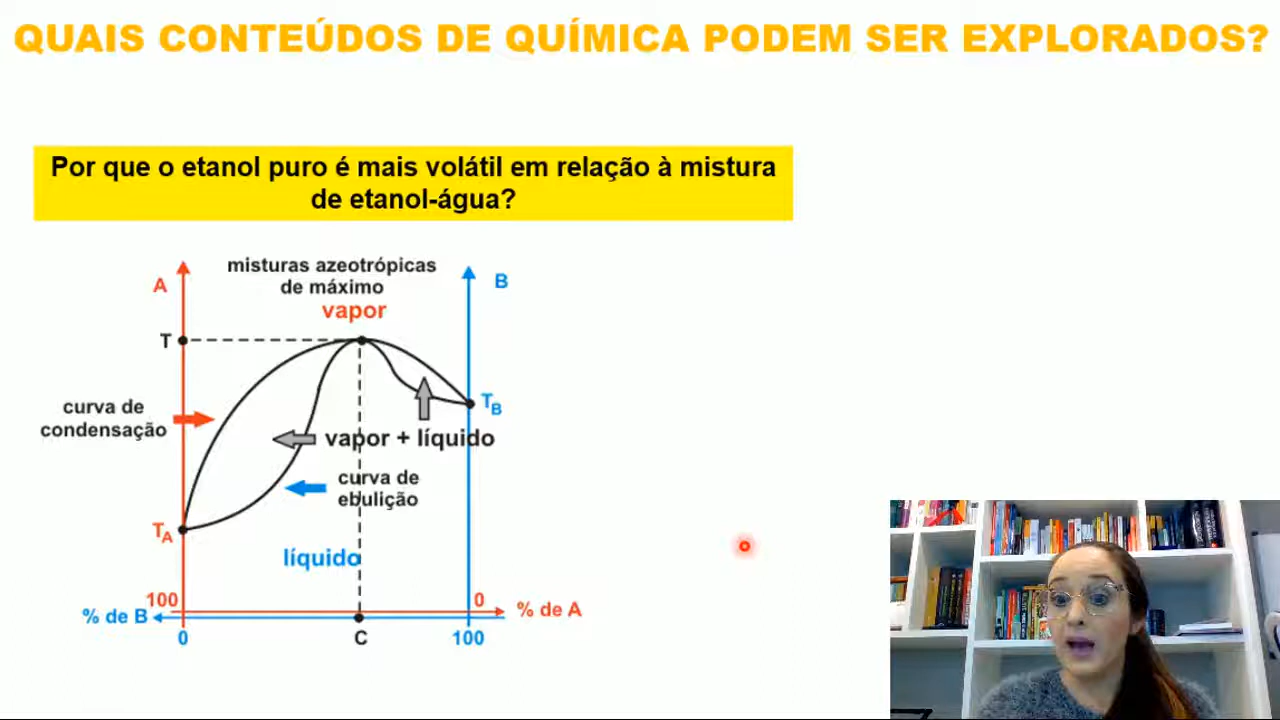 QUAIS CONTEÚDOS DE QUÍMICA PODEM SER EXPLORADOS?
Por que o etanol puro é mais volátil em relação à mistura
de etanol-água?
misturas azeotrópicas
de máximo
A
B
vapor
T
T_B
curva de
condensação
vapor + líquido
curva de
ebulição
T_A
líquido
100
0
% de A
% de B
0
C
100